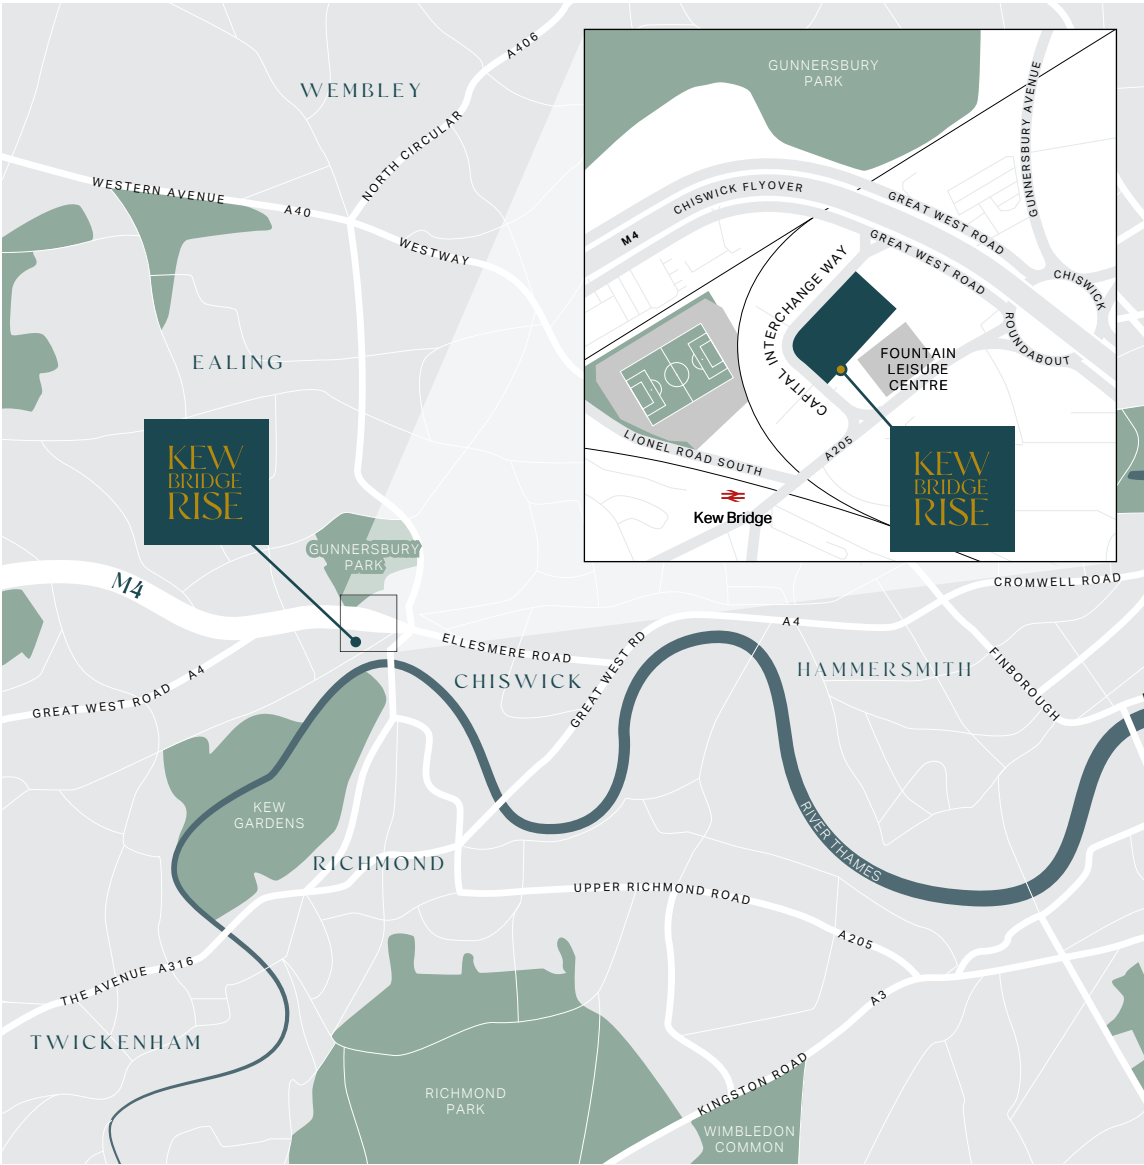 A406
WEMBLEY
NORTH CIRCULAR
WESTERN AVENUE
A40
WESTWAY
EALING
KEW
BRIDGE
RISE
GUNNERSBURY
PARK
M4
ELLESMERE ROAD
GREAT WEST ROAD
A4
CHISWICK
GREAT WEST RD
A4
CROMWELL ROAD
HAMMERSMITH
FINBOROUGH
KEW
GARDENS
RICHMOND
RIVER THAMES
UPPER RICHMOND ROAD
A205
THE AVENUE
A316
A3
TWICKENHAM
RICHMOND
PARK
KINGSTON ROAD
WIMBLEDON
COMMON
GUNNERSBURY
PARK
GUNNERSBURY AVENUE
CHISWICK FLYOVER
M4
GREAT WEST ROAD
GREAT WEST ROAD
CHISWICK
ROUNDABOUT
CAPITAL INTERCHANGE WAY
FOUNTAIN
LEISURE
CENTRE
LIONEL ROAD SOUTH
A205
Kew Bridge
KEW
BRIDGE
RISE